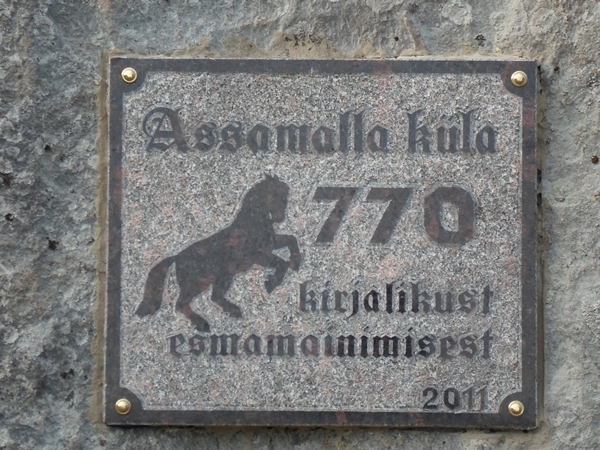 Assamalla küla
770
kirjalikust
esmamainimisest
2011